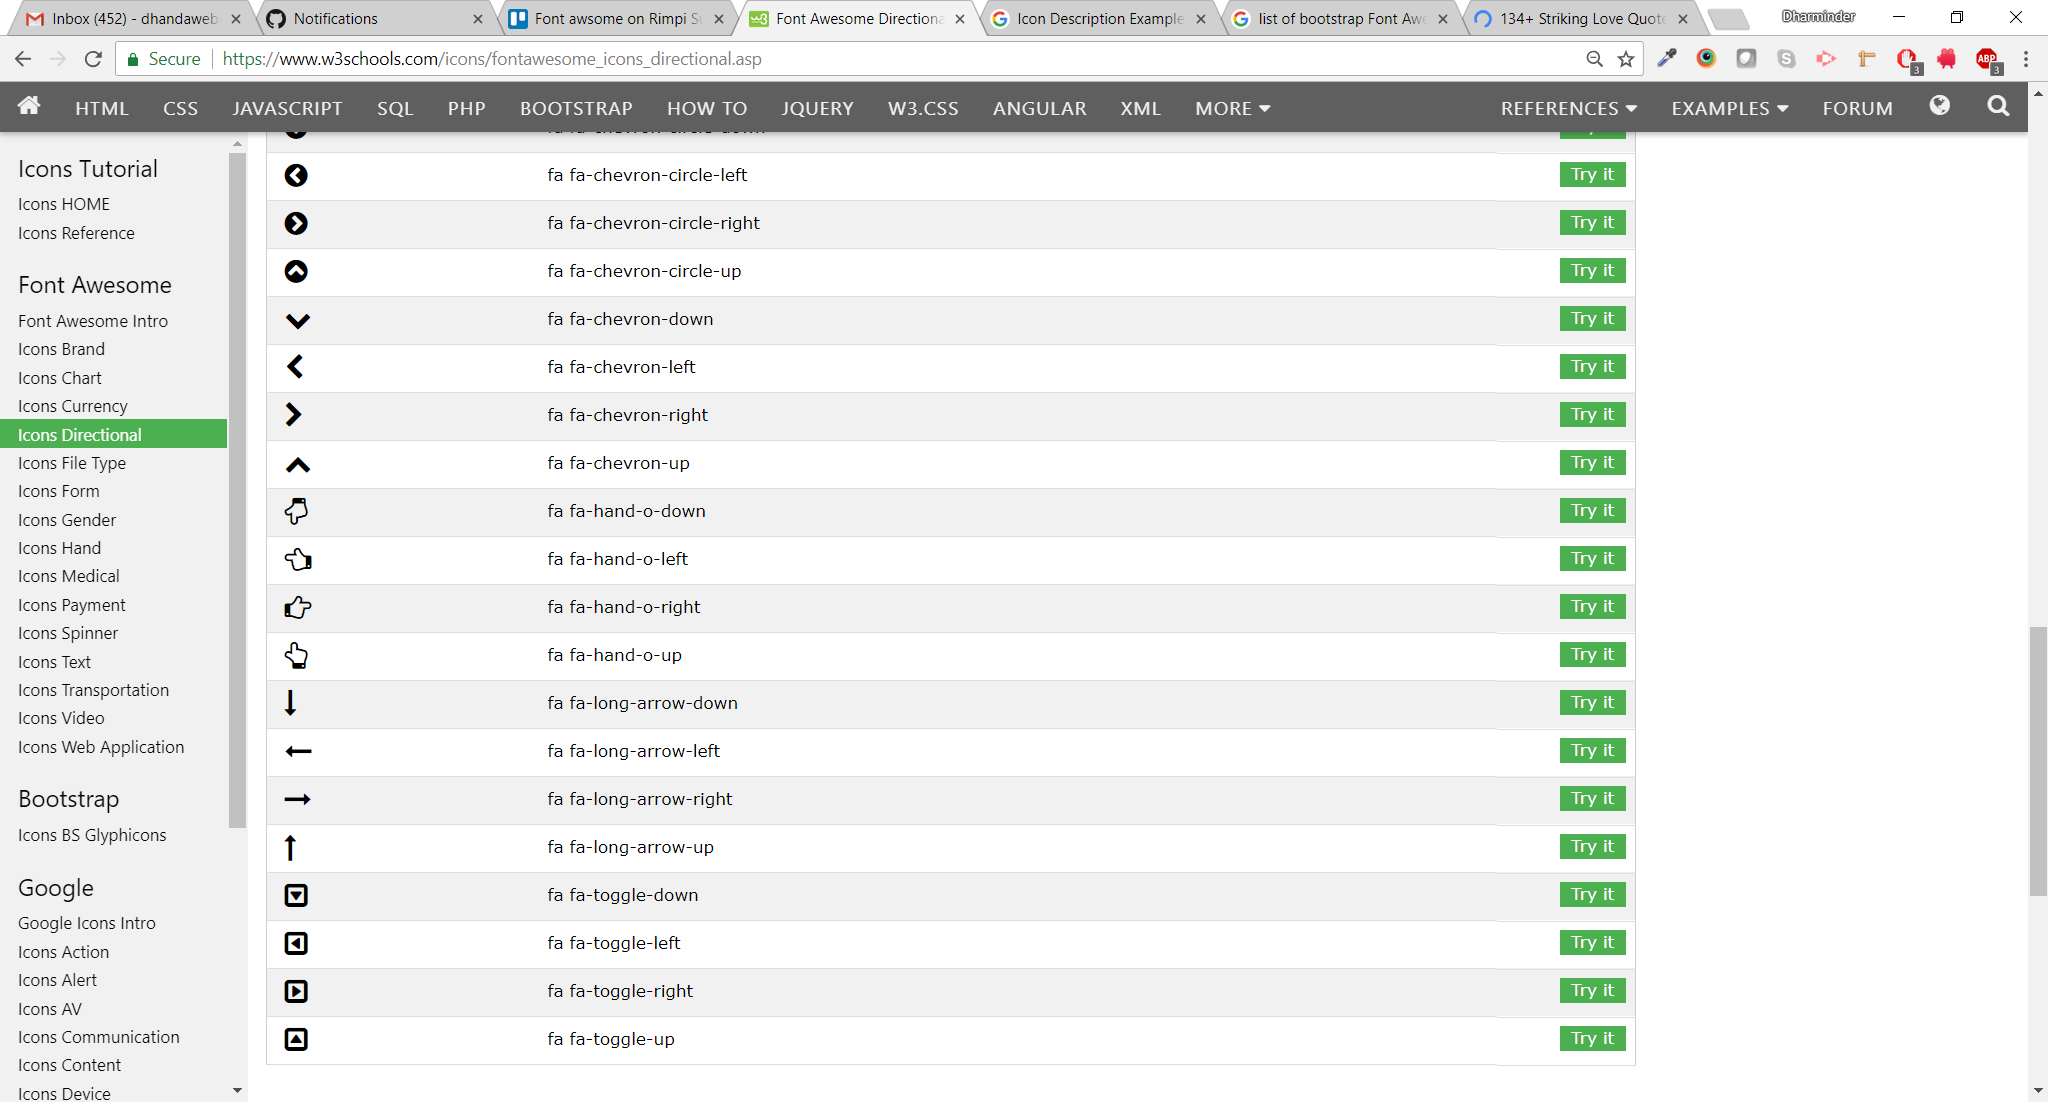 Inbox (452) - dhandaweb
Notifications
Font awsome on Rimpi S
Font Awesome Directiona
Icon Description Example
list of bootstrap Font Awe
134+ Striking Love Quote
Dharminder
Secure
https://www.w3schools.com/icons/fontawesome_icons_directional.asp
3
ABP
3
HTML
CSS
JAVASCRIPT
SQL
PHP
BOOTSTRAP
HOW TO
JQUERY
W3.CSS
ANGULAR
XML
MORE
REFERENCES
EXAMPLES
FORUM
Icons Tutorial
Icons HOME
Icons Reference
Font Awesome
Font Awesome Intro
Icons Brand
Icons Chart
Icons Currency
Icons Directional
Icons File Type
Icons Form
Icons Gender
Icons Hand
Icons Medical
Icons Payment
Icons Spinner
Icons Text
Icons Transportation
Icons Video
Icons Web Application
Bootstrap
Icons BS Glyphicons
Google
Google Icons Intro
Icons Action
Icons Alert
Icons AV
Icons Communication
Icons Content
Icons Device
fa fa-chevron-circle-left Try it
fa fa-chevron-circle-right Try it
fa fa-chevron-circle-up Try it
fa fa-chevron-down Try it
fa fa-chevron-left Try it
fa fa-chevron-right Try it
fa fa-chevron-up Try it
fa fa-hand-o-down Try it
fa fa-hand-o-left Try it
fa fa-hand-o-right Try it
fa fa-hand-o-up Try it
fa fa-long-arrow-down Try it
fa fa-long-arrow-left Try it
fa fa-long-arrow-right Try it
fa fa-long-arrow-up Try it
fa fa-toggle-down Try it
fa fa-toggle-left Try it
fa fa-toggle-right Try it
fa fa-toggle-up Try it